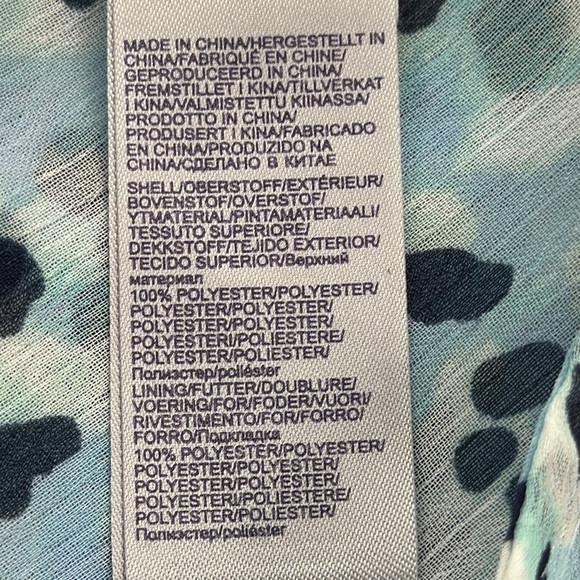 MADE IN CHINA/HERGESTELLT IN
CHINA/FABRIQUÉ EN CHINE/
GEPRODUCEERD IN CHINA/
FREMSTILLET I KINA/TILLVERKAT
I KINA/VALMISTETTU KIINASSA/
PRODOTTO IN CHINA/
PRODUSERT I KINA/FABRICADO
EN CHINA/PRODUZIDO NA
CHINA/СДЕЛАНО В КИТАЕ
SHELL/OBERSTOFF/EXTÉRIEUR/
BOVENSTOF/OVERSTOF/
YTMATERIAL/PINTAMATERIAALI/
TESSUTO SUPERIORE/
DEKKSTOFF/TEJIDO EXTERIOR/
TECIDO SUPERIOR/Верхний
материал
100% POLYESTER/POLYESTER/
POLYESTER/POLYESTER/
POLYESTER/POLYESTER/
POLYESTERI/POLIESTERE/
POLYESTER/POLIESTER/
Полиэстер/poliéster
LINING/FUTTER/DOUBLURE/
VOERING/FOR/FODER/VUORI/
RIVESTIMENTO/FOR/FORRO/
FORRO/Подкладка
100% POLYESTER/POLYESTER/
POLYESTER/POLYESTER/
POLYESTER/POLYESTER/
POLYESTERI/POLIESTERE/
POLYESTER/POLIESTER/
Полиэстер/poliéster